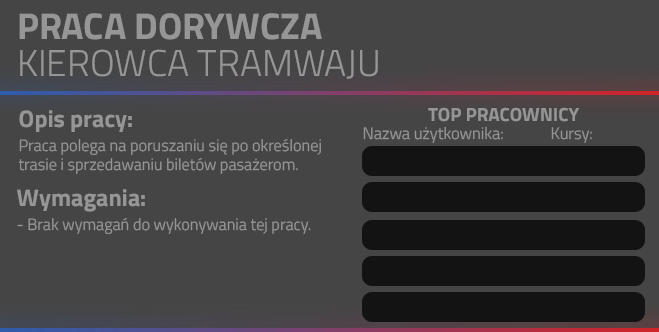 PRACA DORYWCZA
KIEROWCA TRAMWAJU
Opis pracy:
Praca polega na poruszaniu się po określonej
trasie i sprzedawaniu biletów pasażerom.
Wymagania:
- Brak wymagań do wykonywania tej pracy.
TOP PRACOWNICY
Nazwa użytkownika: Kursy: